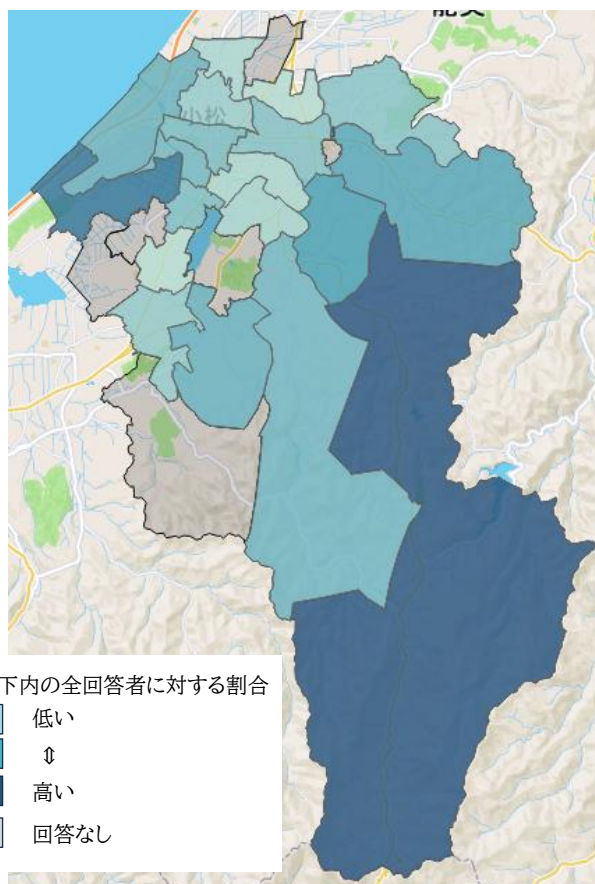 小松
下内の全回答者に対する割合
低い
⇕
高い
回答なし